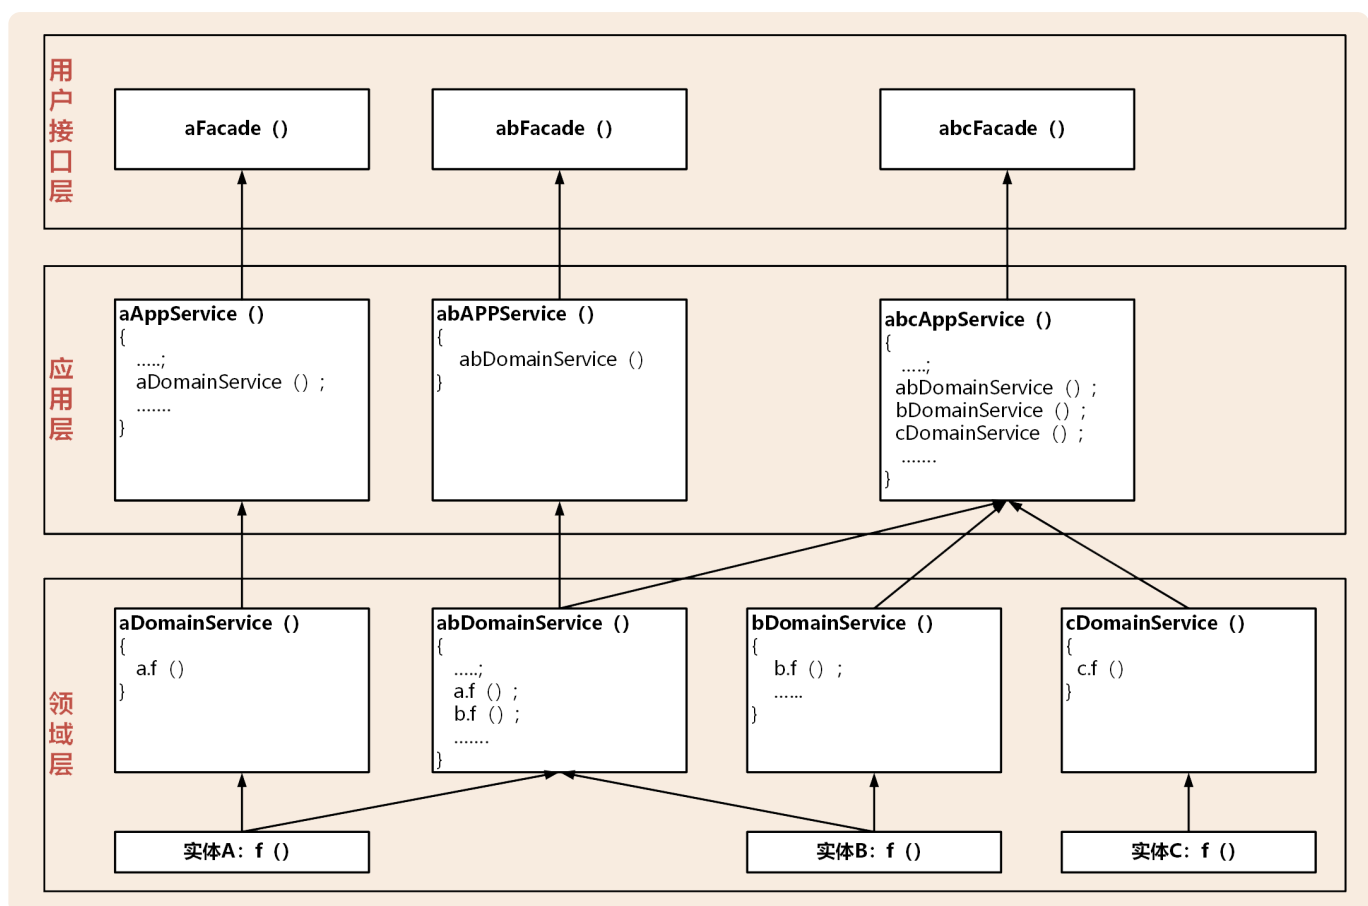 用户接口层
aFacade（）
abFacade（）
abcFacade（）
应用层
aAppService（）
{
.....;
aDomainService（）;
.......
}
abAPPService（）
{
abDomainService（）
}
abcAppService（）
{
.....;
abDomainService（）;
bDomainService（）;
cDomainService（）;
.......
}
领域层
aDomainService（）
{
a.f（）
}
abDomainService（）
{
.....;
a.f（）;
b.f（）;
.......
}
bDomainService（）
{
b.f（）;
......
}
cDomainService（）
{
c.f（）
}
实体A：f（）
实体B：f（）
实体C：f（）